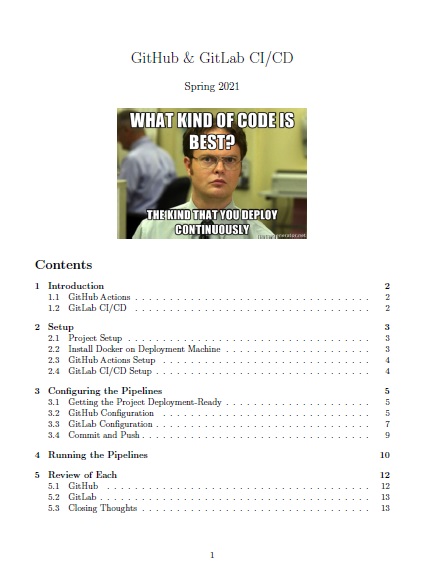 GitHub & GitLab CI/CD
Spring 2021
WHAT KIND OF CODE IS
BEST?
THE KIND THAT YOU DEPLOY
CONTINUOUSLY
Contents
1 Introduction 2
1.1 GitHub Actions . . . . . . . . . . . . . . . . . . . . . . . . . . . . . . 2
1.2 GitLab CI/CD . . . . . . . . . . . . . . . . . . . . . . . . . . . . . . 2
2 Setup 3
2.1 Project Setup . . . . . . . . . . . . . . . . . . . . . . . . . . . . . . 3
2.2 Install Docker on Deployment Machine . . . . . . . . . . . . . . . . . . 3
2.3 GitHub Actions Setup . . . . . . . . . . . . . . . . . . . . . . . . . . 4
2.4 GitLab CI/CD Setup . . . . . . . . . . . . . . . . . . . . . . . . . . . 4
3 Configuring the Pipelines 5
3.1 Getting the Project Deployment-Ready . . . . . . . . . . . . . . . . . . 5
3.2 GitHub Configuration . . . . . . . . . . . . . . . . . . . . . . . . . . 5
3.3 GitLab Configuration . . . . . . . . . . . . . . . . . . . . . . . . . . 7
3.4 Commit and Push . . . . . . . . . . . . . . . . . . . . . . . . . . . . 9
4 Running the Pipelines 10
5 Review of Each 12
5.1 GitHub . . . . . . . . . . . . . . . . . . . . . . . . . . . . . . . . . 12
5.2 GitLab . . . . . . . . . . . . . . . . . . . . . . . . . . . . . . . . . 13
5.3 Closing Thoughts . . . . . . . . . . . . . . . . . . . . . . . . . . . . 13
1